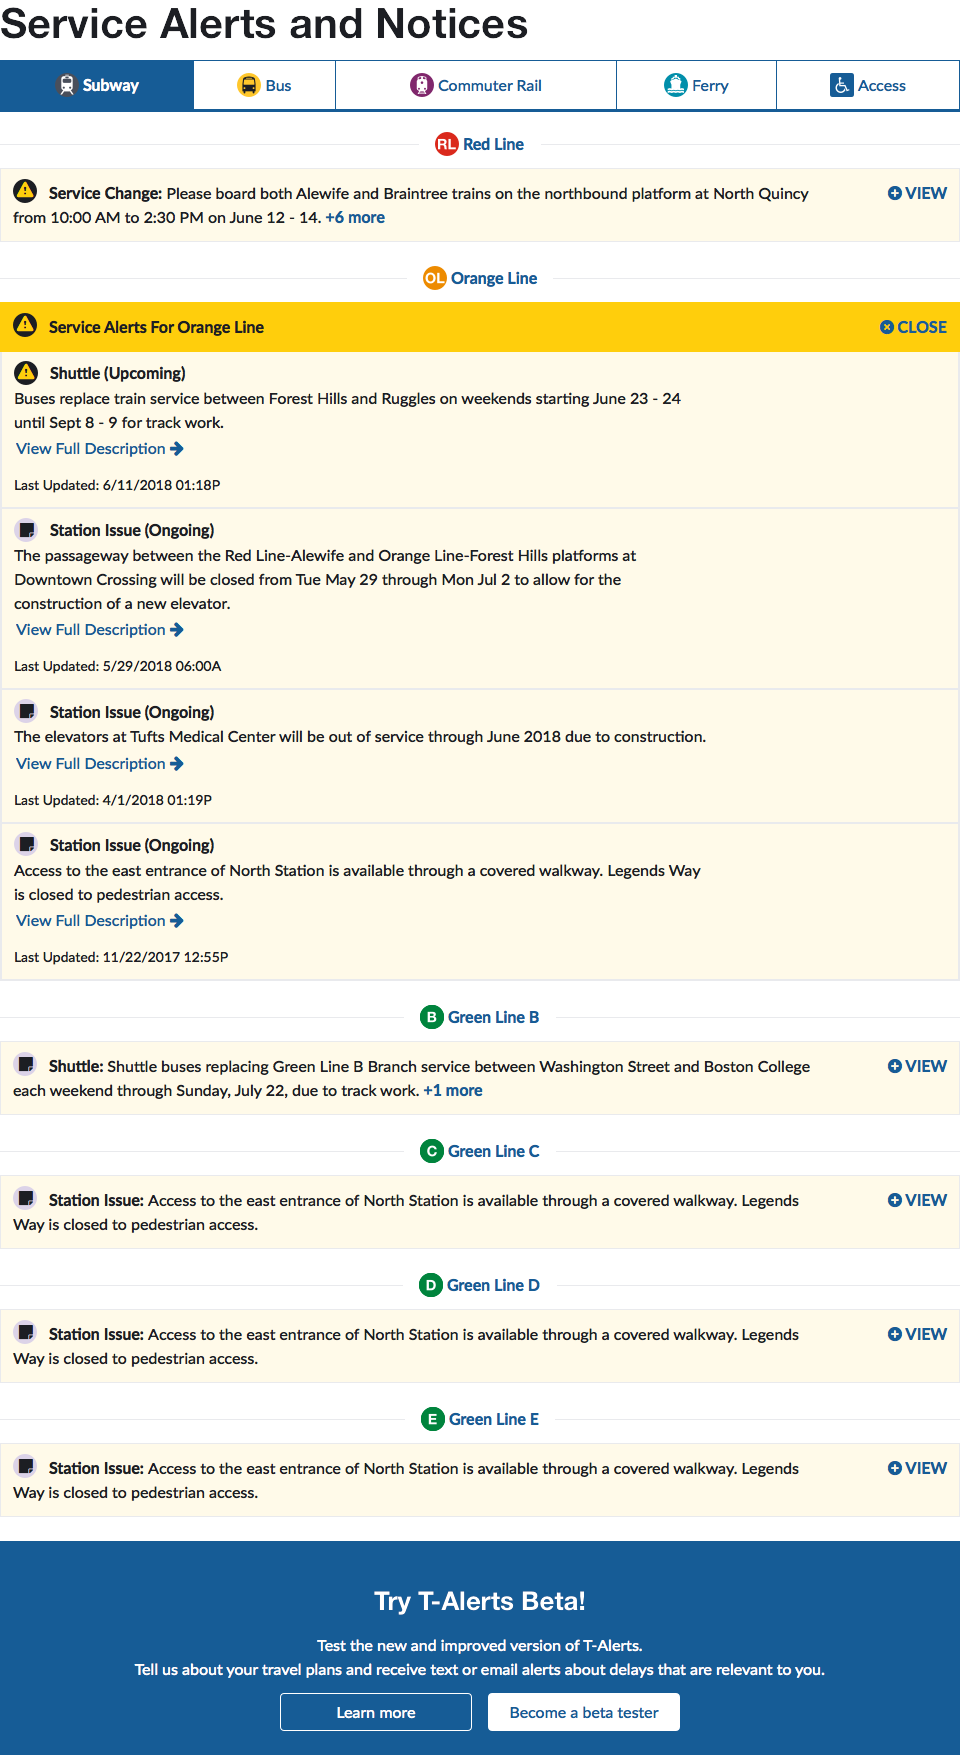 Service Alerts and Notices
Subway
Bus
Commuter Rail
Ferry
Access
RL Red Line
Service Change: Please board both Alewife and Braintree trains on the northbound platform at North Quincy
VIEW
from 10:00 AM to 2:30 PM on June 12 - 14. +6 more
OL Orange Line
Service Alerts For Orange Line
CLOSE
Shuttle (Upcoming)
Buses replace train service between Forest Hills and Ruggles on weekends starting June 23 - 24
until Sept 8 - 9 for track work.
View Full Description
Last Updated: 6/11/2018 01:18P
Station Issue (Ongoing)
The passageway between the Red Line-Alewife and Orange Line-Forest Hills platforms at
Downtown Crossing will be closed from Tue May 29 through Mon Jul 2 to allow for the
construction of a new elevator.
View Full Description
Last Updated: 5/29/2018 06:00A
Station Issue (Ongoing)
The elevators at Tufts Medical Center will be out of service through June 2018 due to construction.
View Full Description
Last Updated: 4/1/2018 01:19P
Station Issue (Ongoing)
Access to the east entrance of North Station is available through a covered walkway. Legends Way
is closed to pedestrian access.
View Full Description
Last Updated: 11/22/2017 12:55P
B Green Line B
Shuttle: Shuttle buses replacing Green Line B Branch service between Washington Street and Boston College
VIEW
each weekend through Sunday, July 22, due to track work. +1 more
C Green Line C
Station Issue: Access to the east entrance of North Station is available through a covered walkway. Legends
VIEW
Way is closed to pedestrian access.
D Green Line D
Station Issue: Access to the east entrance of North Station is available through a covered walkway. Legends
VIEW
Way is closed to pedestrian access.
E Green Line E
Station Issue: Access to the east entrance of North Station is available through a covered walkway. Legends
VIEW
Way is closed to pedestrian access.
Try T-Alerts Beta!
Test the new and improved version of T-Alerts.
Tell us about your travel plans and receive text or email alerts about delays that are relevant to you.
Learn more
Become a beta tester